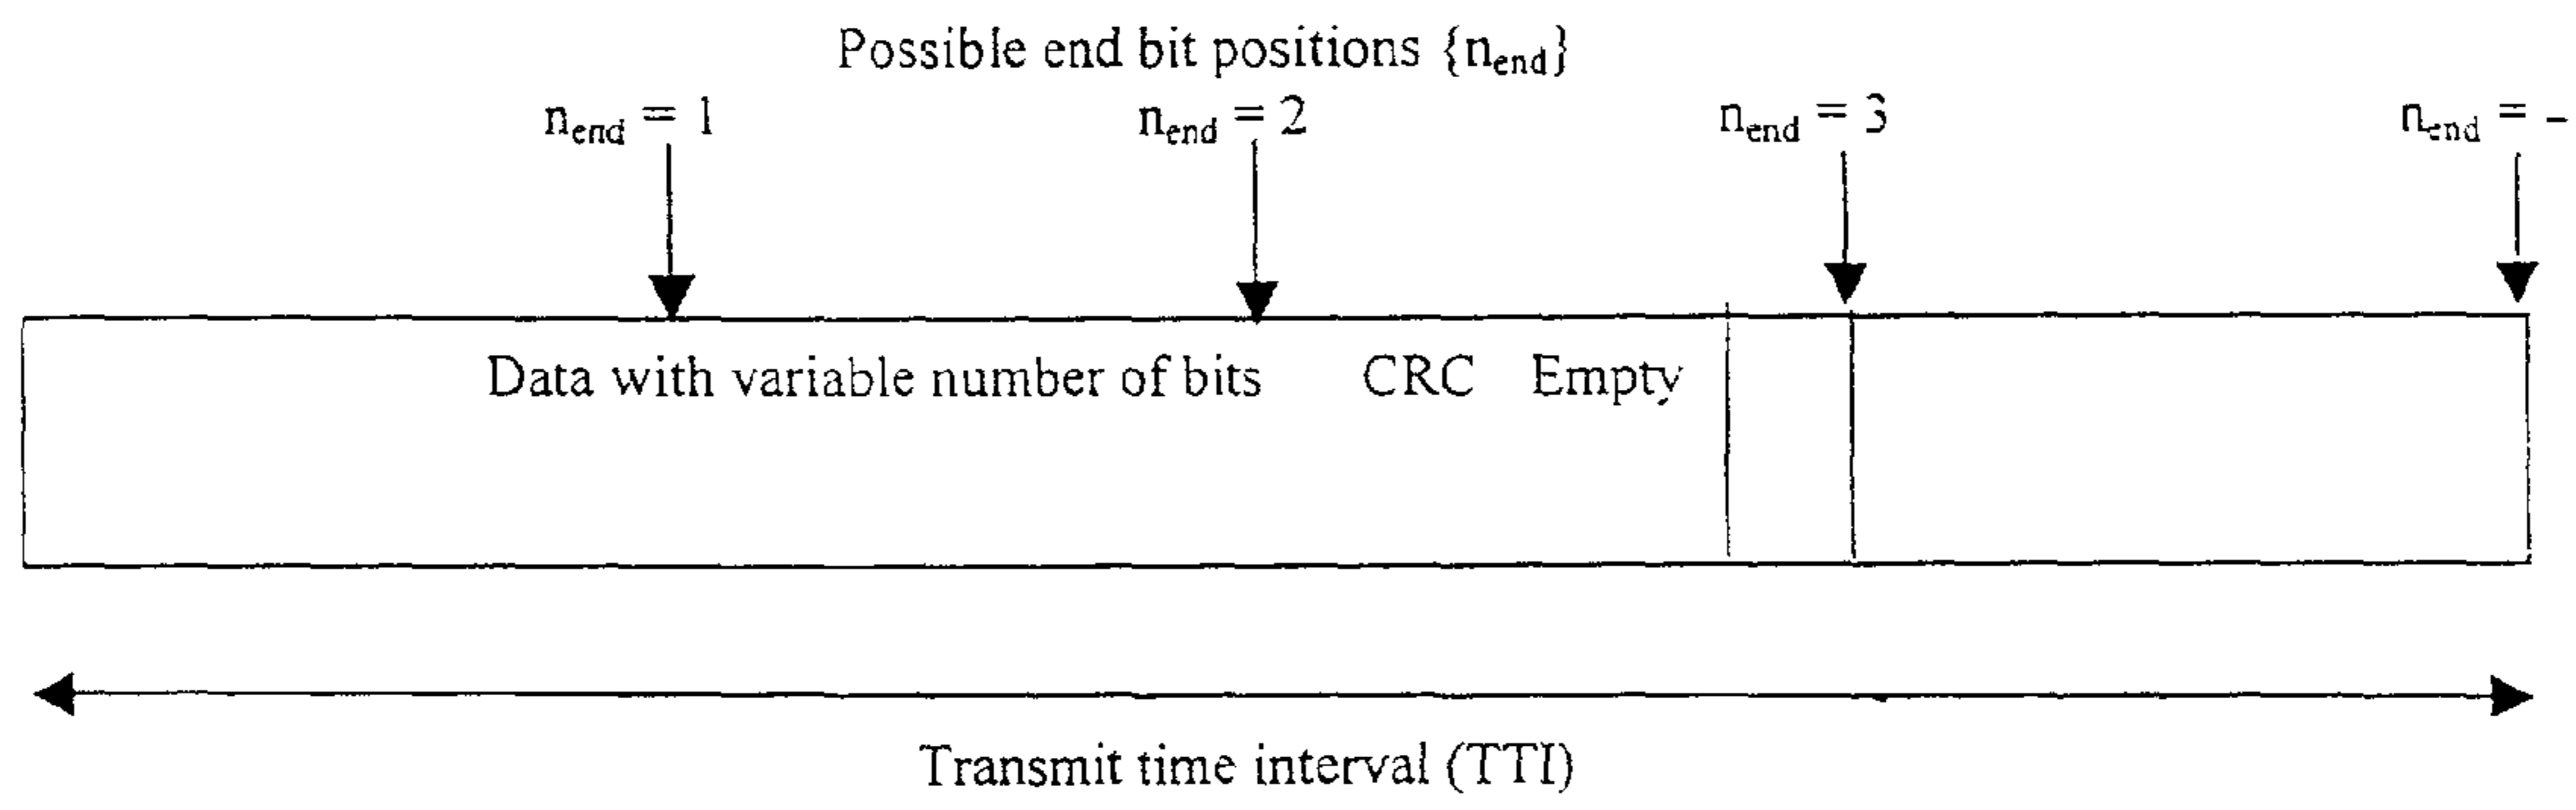 Possible end bit positions {nend}
nend = 1 nend = 2 nend = 3 nend = -
Data with variable number of bits CRC Empty
Transmit time interval (TTI)